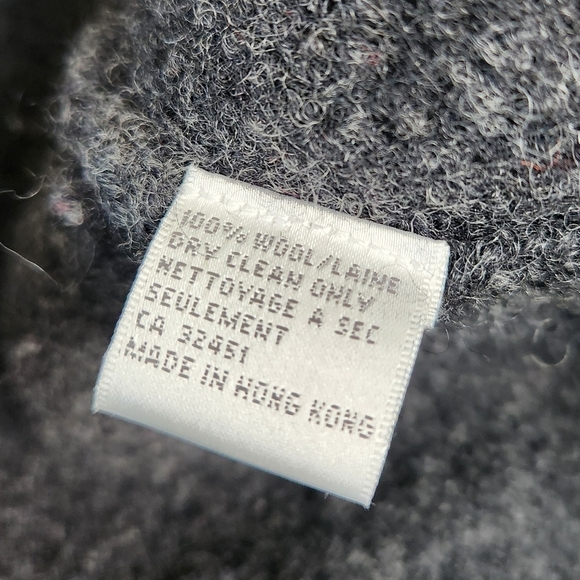 100% WOOL/LAINE
DRY CLEAN ONLY
NETTOYAGE A SEC
SEULEMENT
CA 32451
MADE IN HONG KONG